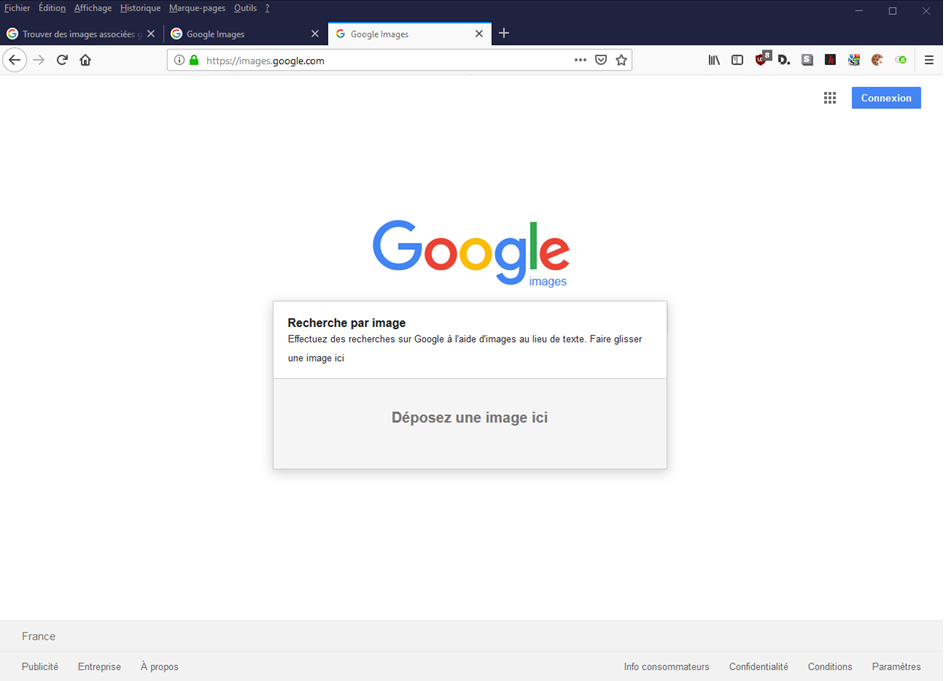 Fichier Édition Affichage Historique Marque-pages Outils ?
Trouver des images associées g
Google Images
Google Images
https://images.google.com
8
Connexion
Google
images
Recherche par image
Effectuez des recherches sur Google à l'aide d'images au lieu de texte. Faire glisser
une image ici
Déposez une image ici
France
Publicité Entreprise À propos Info consommateurs Confidentialité Conditions Paramètres